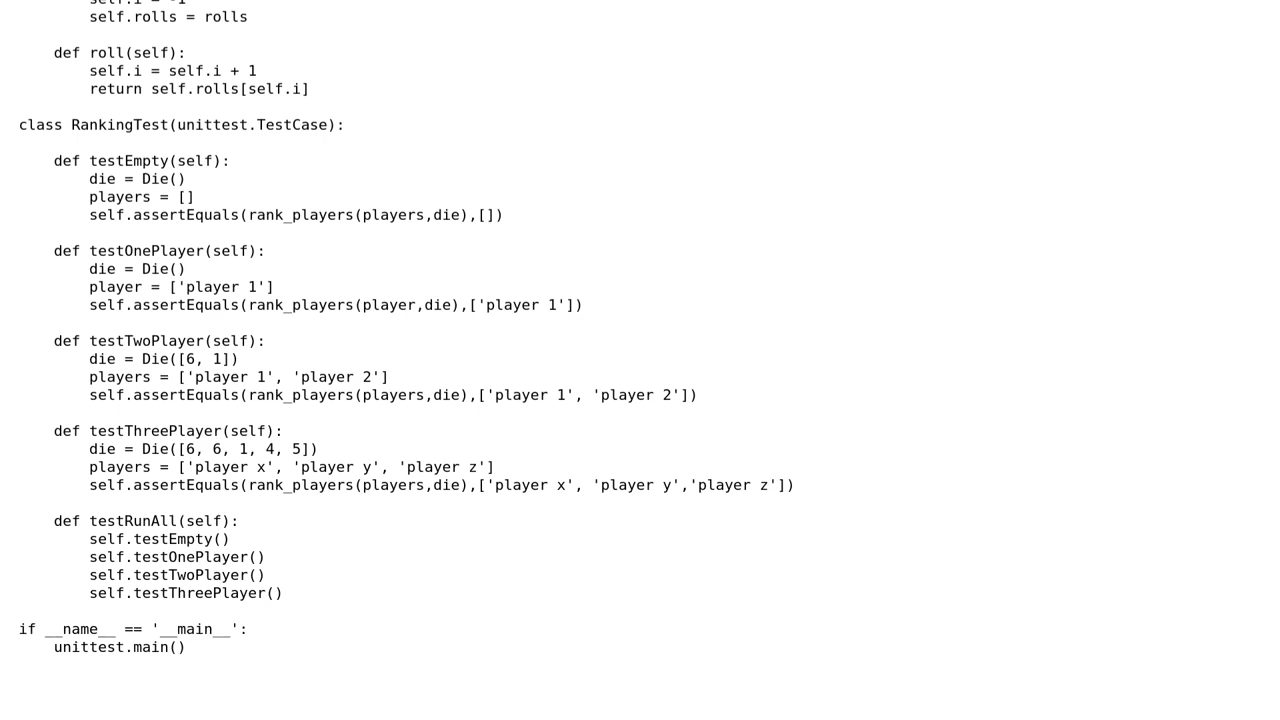 self.i = -1
self.rolls = rolls
def roll(self):
self.i = self.i + 1
return self.rolls[self.i]
class RankingTest(unittest.TestCase):
def testEmpty(self):
die = Die()
players = []
self.assertEquals(rank_players(players,die),[])
def testOnePlayer(self):
die = Die()
player = ['player 1']
self.assertEquals(rank_players(player,die),['player 1'])
def testTwoPlayer(self):
die = Die([6, 1])
players = ['player 1', 'player 2']
self.assertEquals(rank_players(players,die),['player 1', 'player 2'])
def testThreePlayer(self):
die = Die([6, 6, 1, 4, 5])
players = ['player x', 'player y', 'player z']
self.assertEquals(rank_players(players,die),['player x', 'player y','player z'])
def testRunAll(self):
self.testEmpty()
self.testOnePlayer()
self.testTwoPlayer()
self.testThreePlayer()
if __name__ == '__main__':
unittest.main()